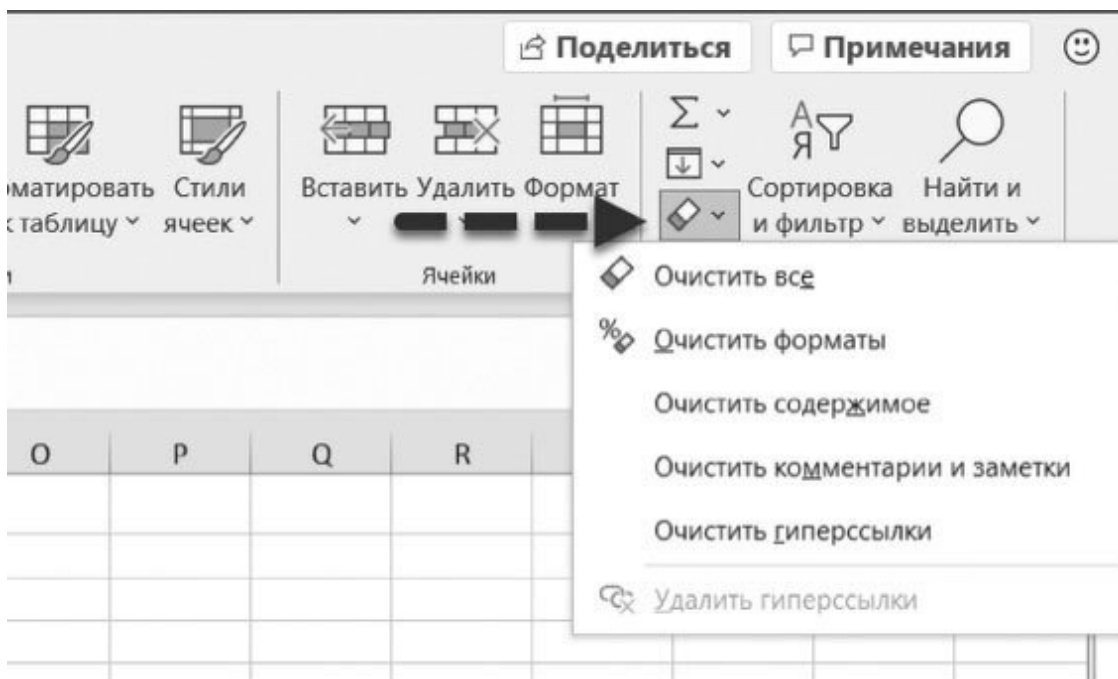 Поделиться
Примечания
А
Я
матировать Стили Вставить Удалить Формат Сортировка Найти и
к таблицу ячеек и фильтр выделить
Ячейки
Очистить все
% Очистить форматы
Очистить содержимое
Очистить комментарии и заметки
Очистить гиперссылки
Удалить гиперссылки
O P Q R